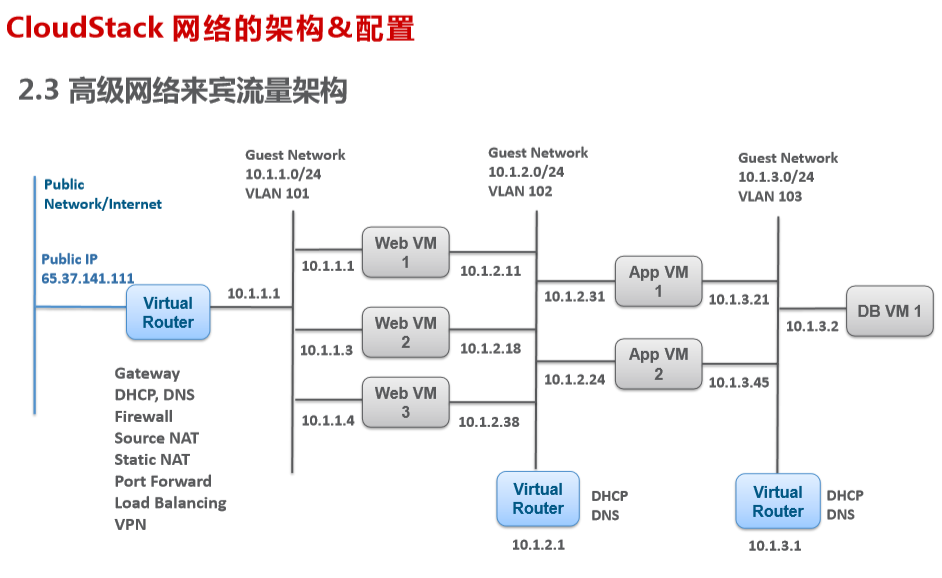 CloudStack 网络的架构&配置
2.3 高级网络来宾流量架构
Guest Network
10.1.1.0/24
VLAN 101
Guest Network
10.1.2.0/24
VLAN 102
Guest Network
10.1.3.0/24
VLAN 103
Public
Network/Internet
Public IP
65.37.141.111
Virtual
Router
10.1.1.1
Gateway
DHCP, DNS
Firewall
Source NAT
Static NAT
Port Forward
Load Balancing
VPN
10.1.1.1
Web VM
1
10.1.2.11
10.1.1.3
Web VM
2
10.1.2.18
10.1.1.4
Web VM
3
10.1.2.38
10.1.2.31
App VM
1
10.1.3.21
10.1.2.24
App VM
2
10.1.3.45
10.1.3.2
DB VM 1
Virtual
Router
DHCP
DNS
10.1.2.1
Virtual
Router
DHCP
DNS
10.1.3.1